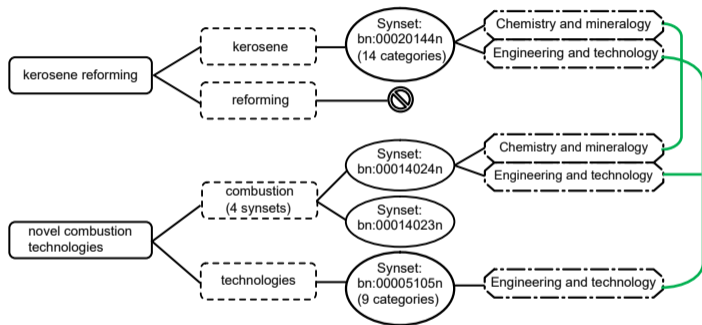 kerosene reforming
kerosene
reforming
Synset:
bn:00020144n
(14 categories)
Chemistry and mineralogy
Engineering and technology
novel combustion
technologies
combustion
(4 synsets)
technologies
Synset:
bn:00014024n
Synset:
bn:00014023n
Synset:
bn:00005105n
(9 categories)
Chemistry and mineralogy
Engineering and technology
Engineering and technology